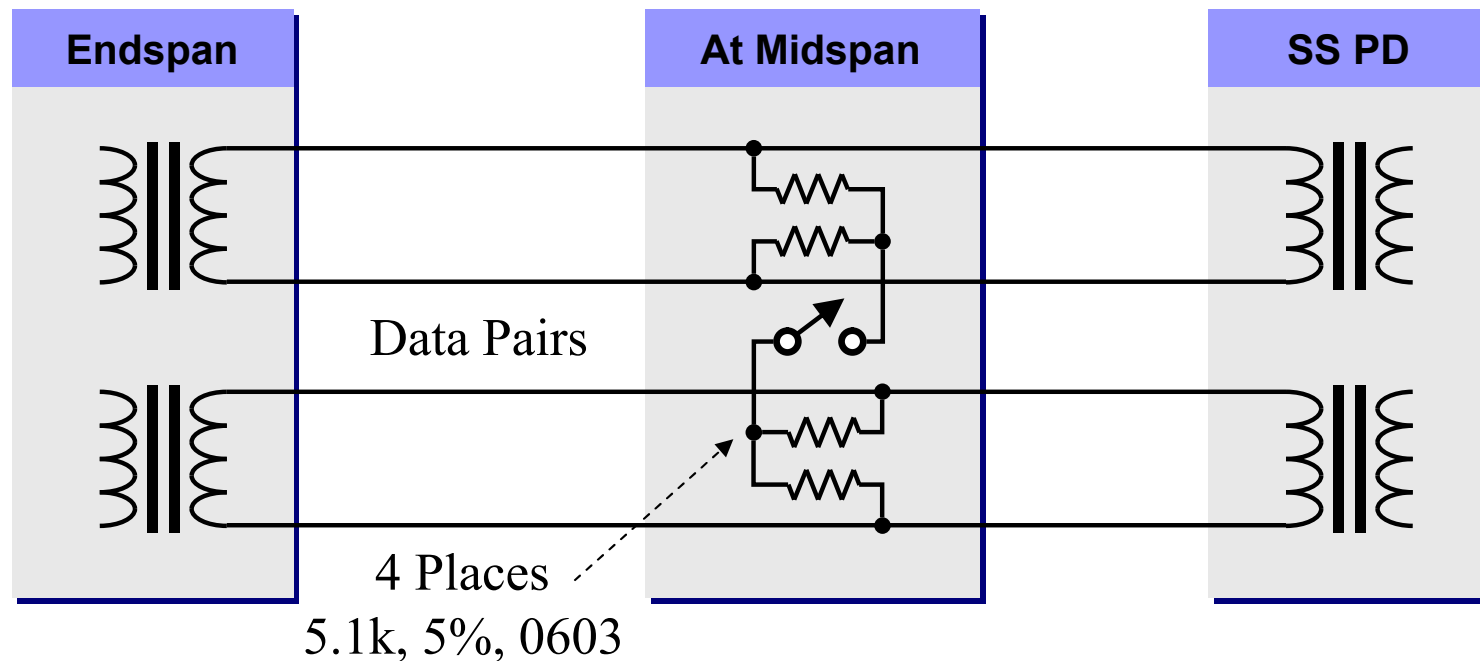 Endspan
At Midspan
SS PD
Data Pairs
4 Places
5.1k, 5%, 0603